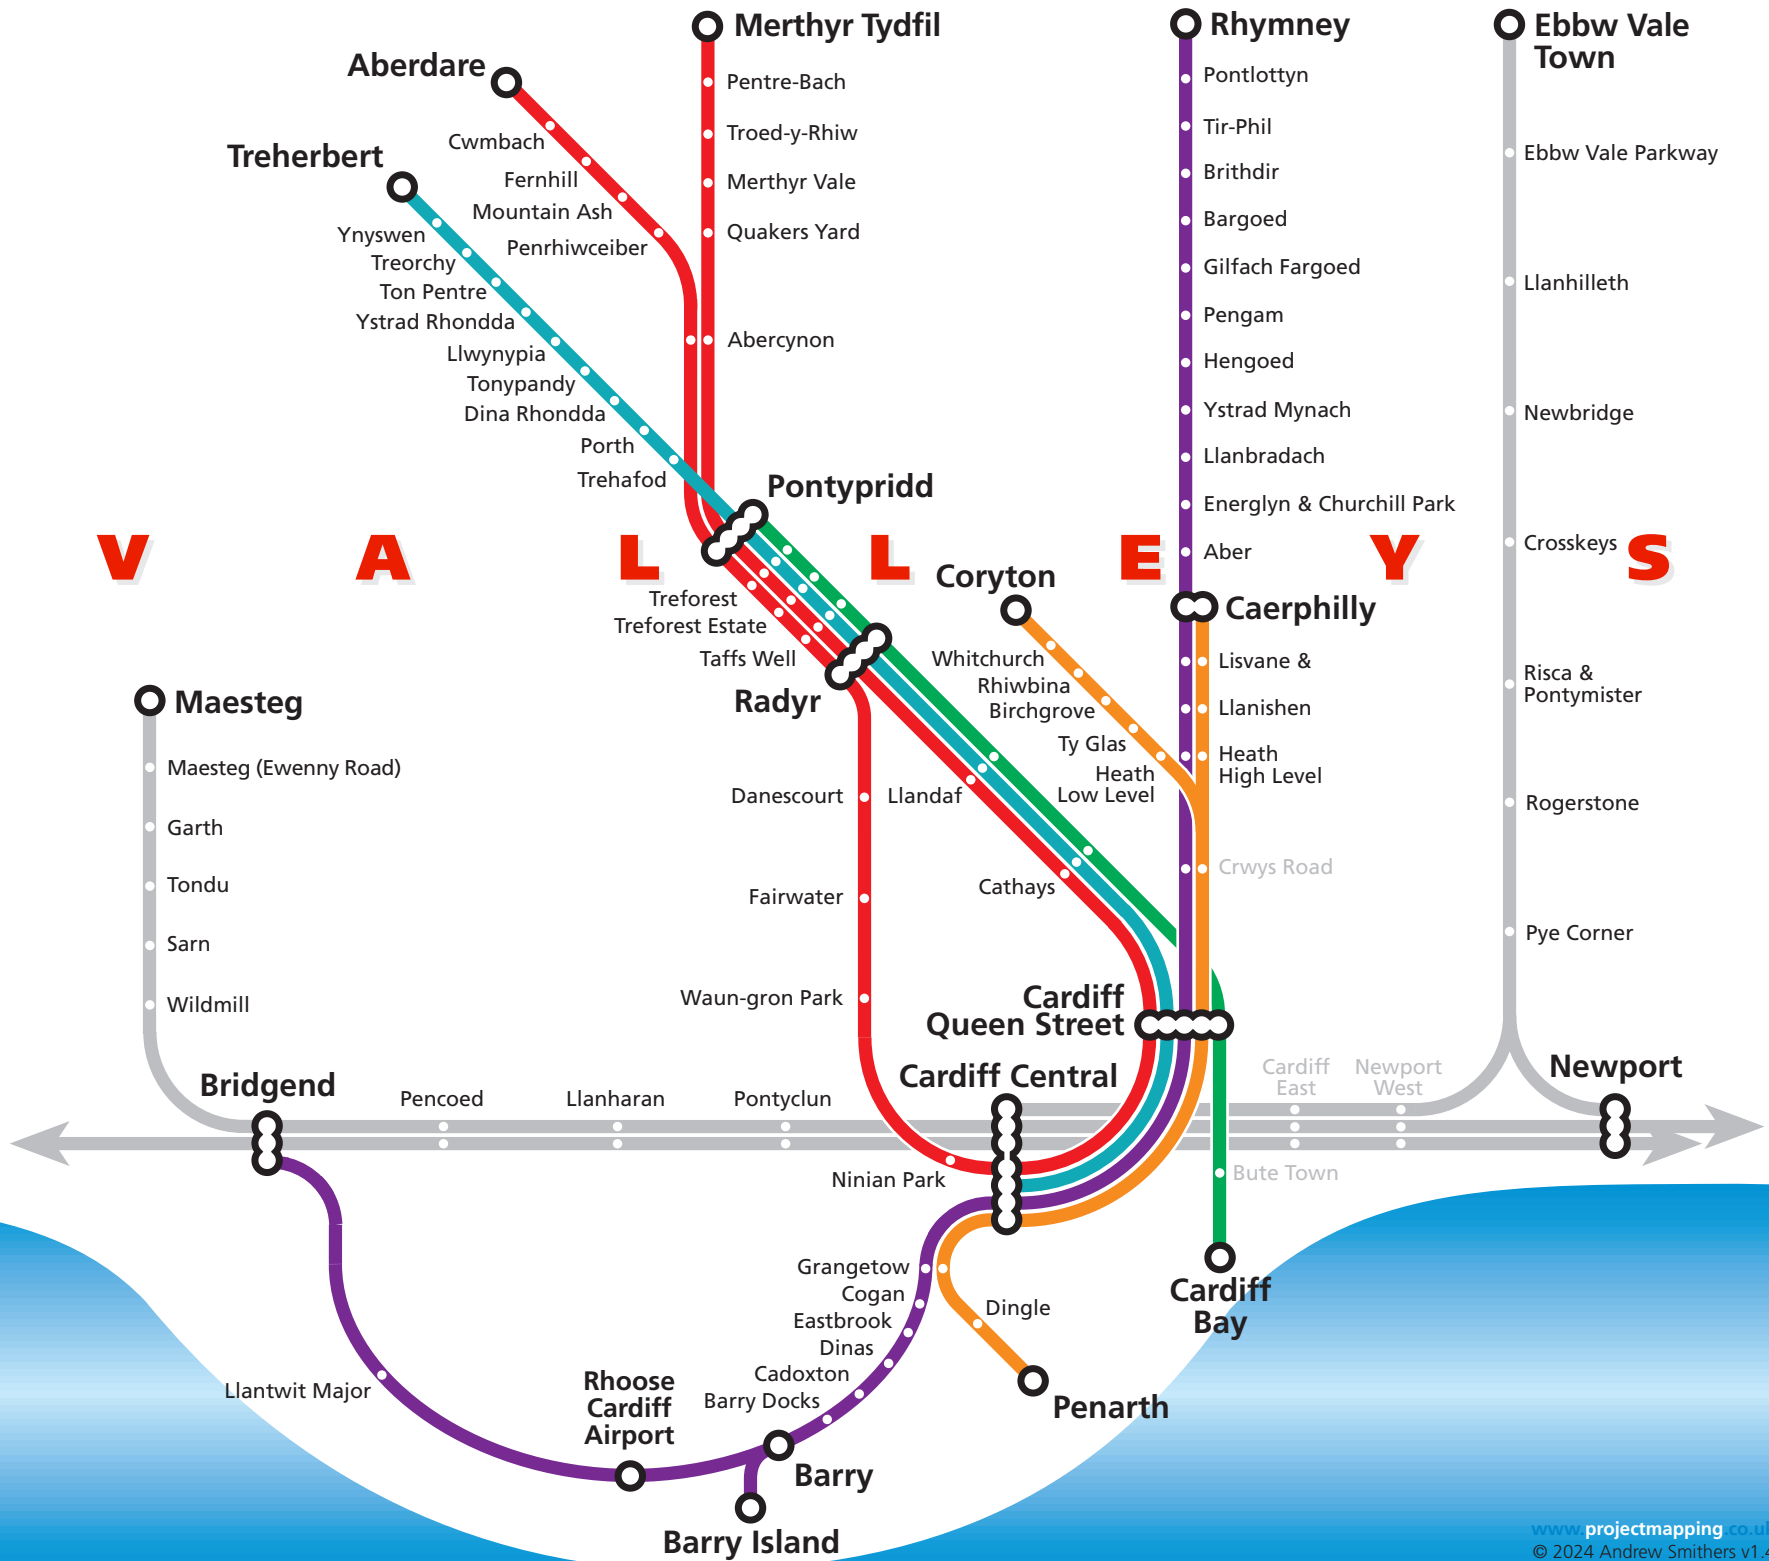 Merthyr Tydfil
Pentre-Bach
Troed-y-Rhiw
Merthyr Vale
Quakers Yard
Abercynon
Aberdare
Cwmbach
Fernhill
Mountain Ash
Penrhiwceiber
Treherbert
Ynyswen
Treorchy
Ton Pentre
Ystrad Rhondda
Llwynypia
Tonypandy
Dina Rhondda
Porth
Trehafod
Pontypridd
Rhymney
Pontlottyn
Tir-Phil
Brithdir
Bargoed
Gilfach Fargoed
Pengam
Hengoed
Ystrad Mynach
Llanbradach
Energlyn & Churchill Park
Aber
Caerphilly
Lisvane &
Llanishen
Heath
High Level
Crwys Road
Ebbw Vale
Town
Ebbw Vale Parkway
Llanhilleth
Newbridge
Crosskeys
Risca &
Pontymister
Rogerstone
Pye Corner
Newport
V A L L E Y S
Treforest
Treforest Estate
Taffs Well
Radyr
Coryton
Whitchurch
Rhiwbina
Birchgrove
Ty Glas
Heath
Low Level
Danescourt
Llandaf
Fairwater
Cathays
Waun-gron Park
Cardiff
Queen Street
Cardiff Central
Ninian Park
Maesteg
Maesteg (Ewenny Road)
Garth
Tondu
Sarn
Wildmill
Bridgend
Pencoed
Llanharan
Pontyclun
Cardiff
East
Newport
West
Bute Town
Cardiff
Bay
Grangetow
Cogan
Eastbrook
Dinas
Cadoxton
Barry Docks
Dingle
Penarth
Llantwit Major
Rhoose
Cardiff
Airport
Barry
Barry Island
www.projectmapping.co.uk
© 2024 Andrew Smithers v1.4